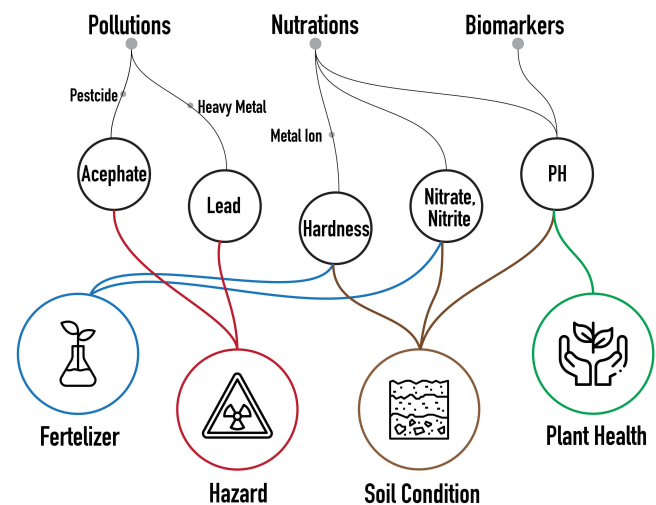 Pollutions
Nutrations
Biomarkers
Pestcide
Heavy Metal
Metal Ion
Acephate
Lead
Hardness
Nitrate,
Nitrite
PH
Fertelizer
Hazard
Soil Condition
Plant Health